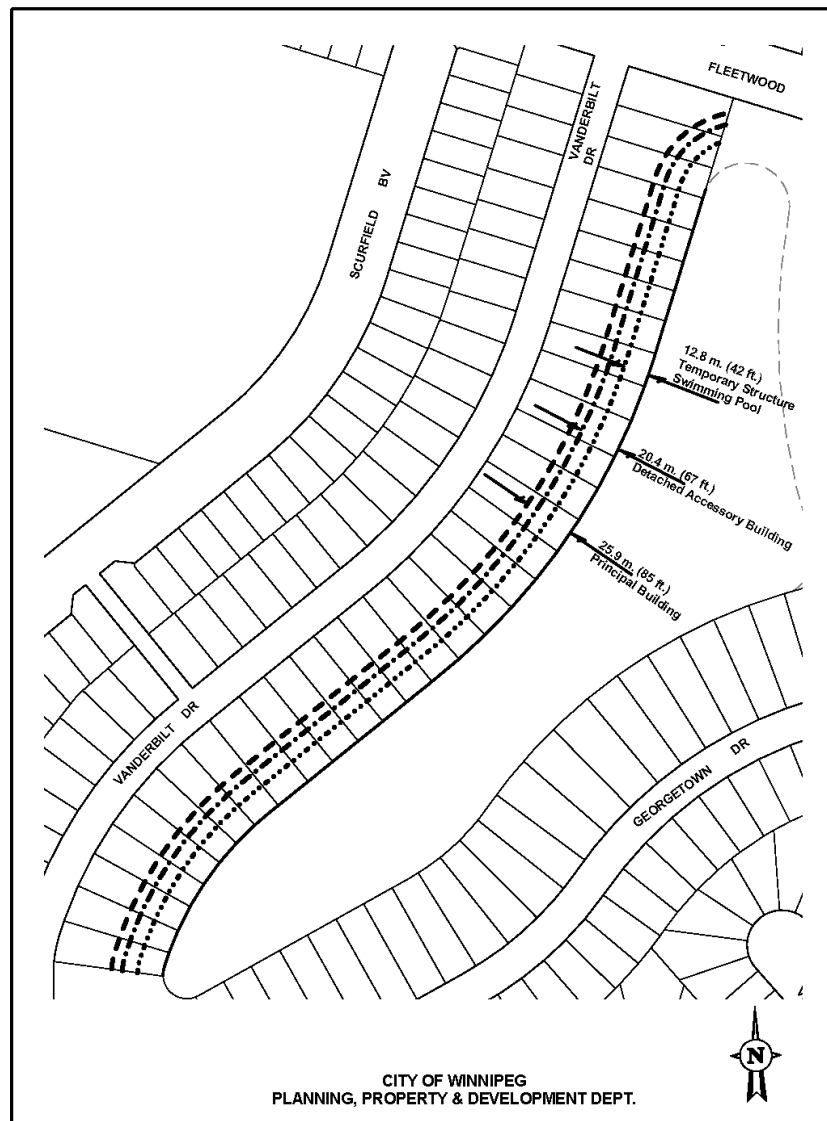 FLEETWOOD
VANDERBILT
DR
SCURFIELD BV
12.8 m. (42 ft.)
Temporary Structure
Swimming Pool
20.4 m. (67 ft.)
Detached Accessory Building
25.9 m. (85 ft.)
Principal Building
VANDERBILT DR
GEORGETOWN DR
N
CITY OF WINNIPEG
PLANNING, PROPERTY & DEVELOPMENT DEPT.